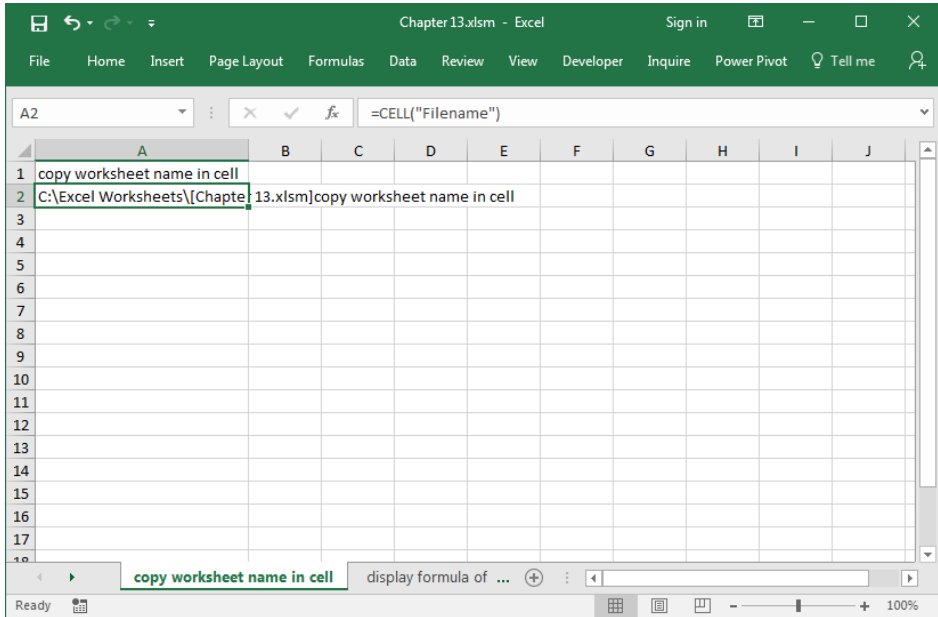 Chapter 13.xlsm - Excel Sign in
File Home Insert Page Layout Formulas Data Review View Developer Inquire Power Pivot Tell me
A2 fx =CELL("Filename")
A B C D E F G H I J
1 copy worksheet name in cell
2 C:\Excel Worksheets\[Chapter 13.xlsm]copy worksheet name in cell
3
4
5
6
7
8
9
10
11
12
13
14
15
16
17
18
copy worksheet name in cell display formula of ...
Ready 100%